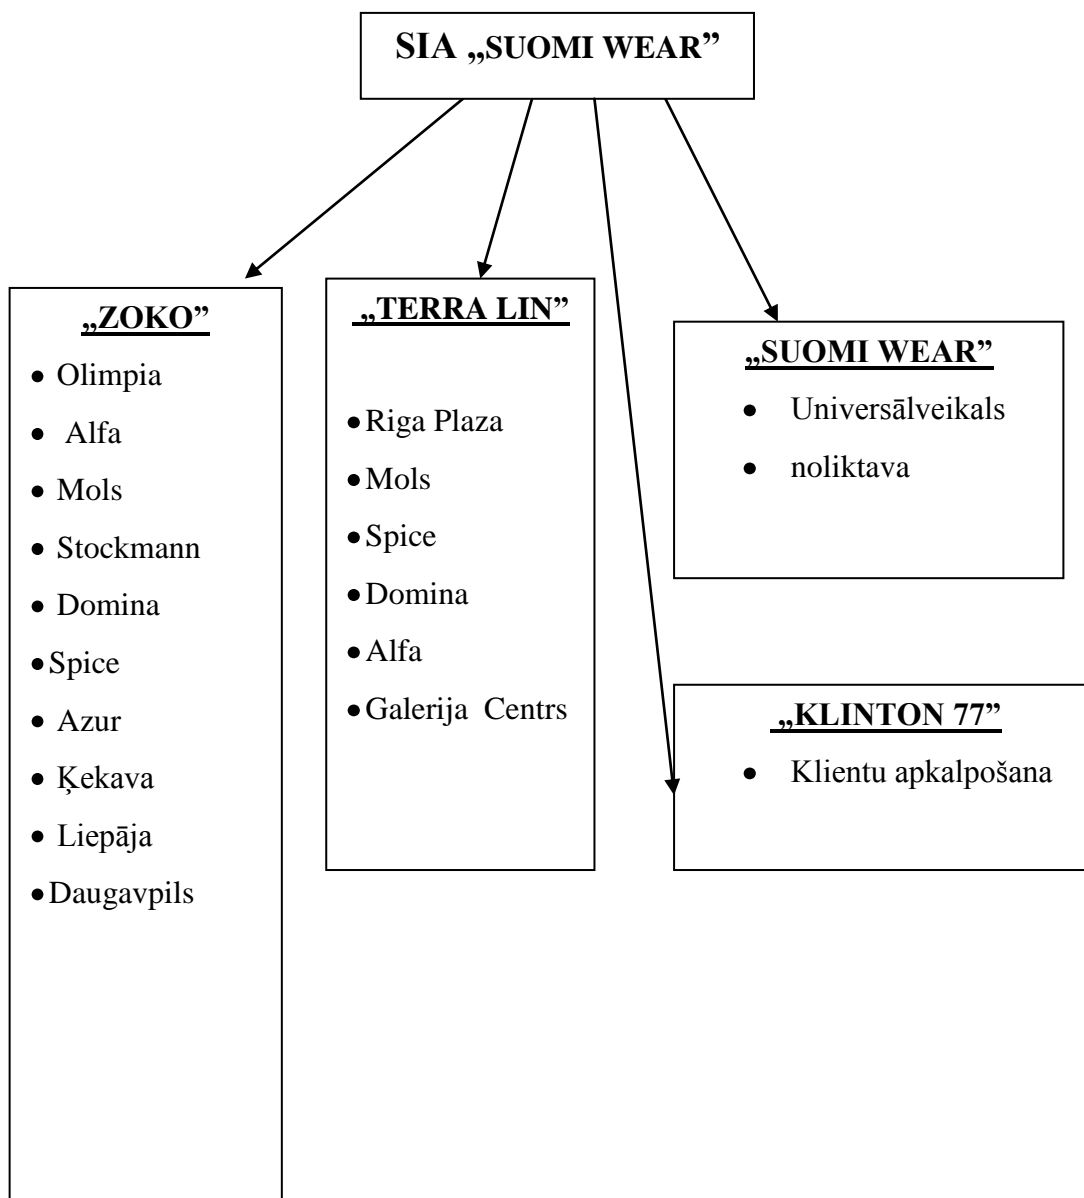 SIA „SUOMI WEAR”
„ZOKO”
• Olimpia
• Alfa
• Mols
• Stockmann
• Domina
• Spice
• Azur
• Ķekava
• Liepāja
• Daugavpils
„TERRA LIN”
• Riga Plaza
• Mols
• Spice
• Domina
• Alfa
• Galerija Centrs
„SUOMI WEAR”
• Universālveikals
• noliktava
„KLINTON 77”
• Klientu apkalpošana